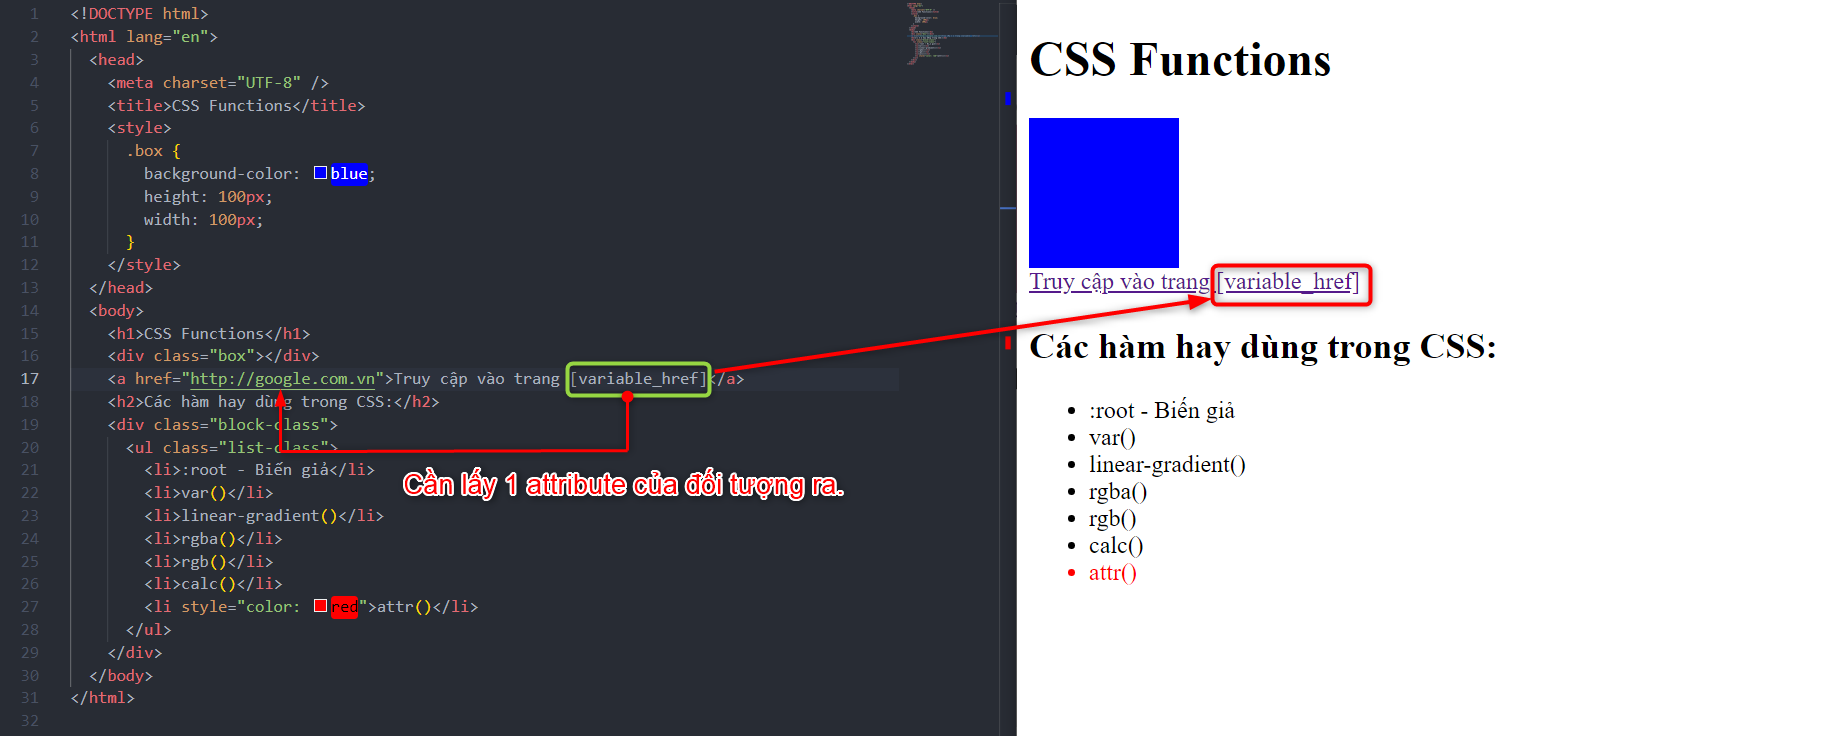 1 <!DOCTYPE html>
2 <html lang="en">
3 <head>
4 <meta charset="UTF-8" />
5 <title>CSS Functions</title>
6 <style>
7 .box {
8 background-color: blue;
9 height: 100px;
10 width: 100px;
11 }
12 </style>
13 </head>
14 <body>
15 <h1>CSS Functions</h1>
16 <div class="box"></div>
17 <a href="http://google.com.vn">Truy cập vào trang [variable_href]</a>
18 <h2>Các hàm hay dùng trong CSS:</h2>
19 <div class="block-class">
20 <ul class="list-class">
21 <li>:root - Biến giả</li>
22 <li>var()</li>
23 <li>linear-gradient()</li>
24 <li>rgba()</li>
25 <li>rgb()</li>
26 <li>calc()</li>
27 <li style="color: red">attr()</li>
28 </ul>
29 </div>
30 </body>
31 </html>
32
Cần lấy 1 attribute của đối tượng ra.
CSS Functions
Truy cập vào trang [variable_href]
Các hàm hay dùng trong CSS:
:root - Biến giả
var()
linear-gradient()
rgba()
rgb()
calc()
attr()